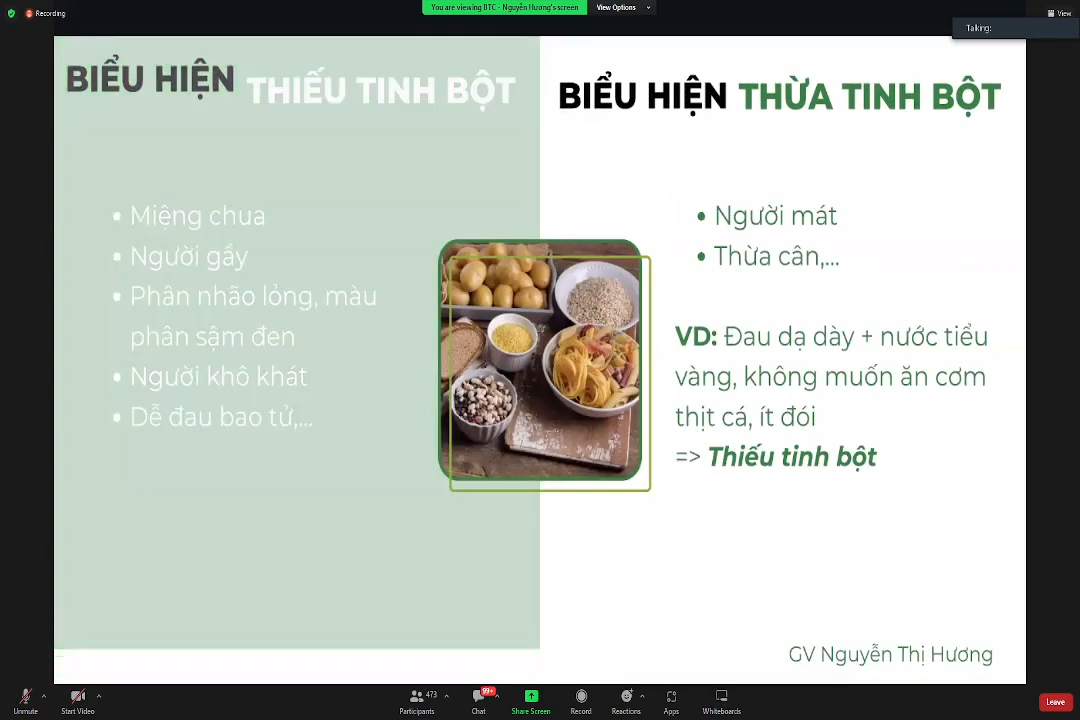 Recording
You are viewing BTC - Nguyễn Hương's screen
View Options
View
Talking:
BIỂU HIỆN THIẾU TINH BỘT
• Miệng chua
• Người gầy
• Phân nhão lỏng, màu
phân sậm đen
• Người khô khát
• Dễ đau bao tử,...
BIỂU HIỆN THỪA TINH BỘT
• Người mát
• Thừa cân,...
VD: Đau dạ dày + nước tiểu
vàng, không muốn ăn cơm
thịt cá, ít đói
=> Thiếu tinh bột
GV Nguyễn Thị Hương
Unmute
Start Video
473
Participants
99+
Chat
Share Screen
Record
Reactions
Apps
Whiteboards
Leave